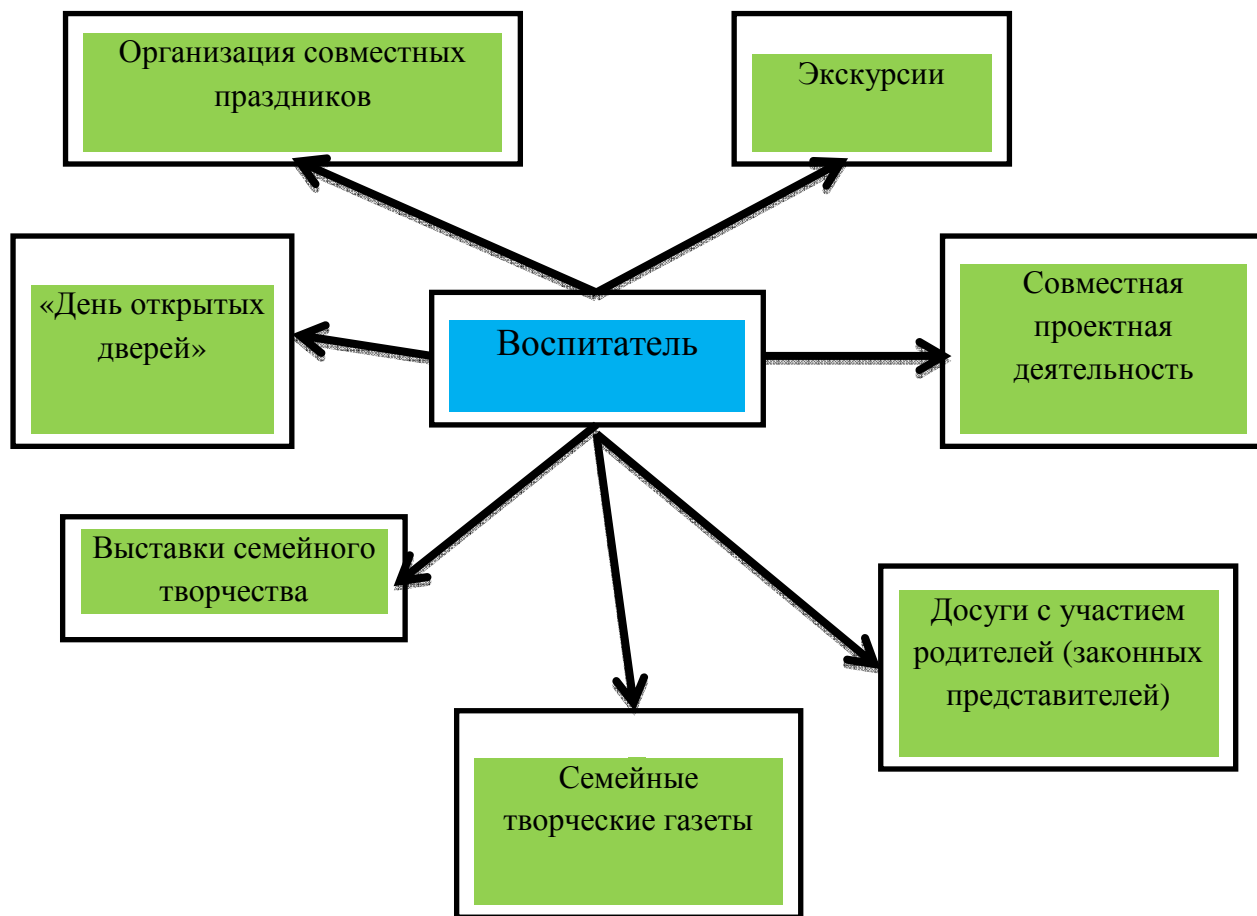 Организация совместных
праздников
Экскурсии
«День открытых
дверей»
Воспитатель
Совместная
проектная
деятельность
Выставки семейного
творчества
Досуги с участием
родителей (законных
представителей)
Семейные
творческие газеты